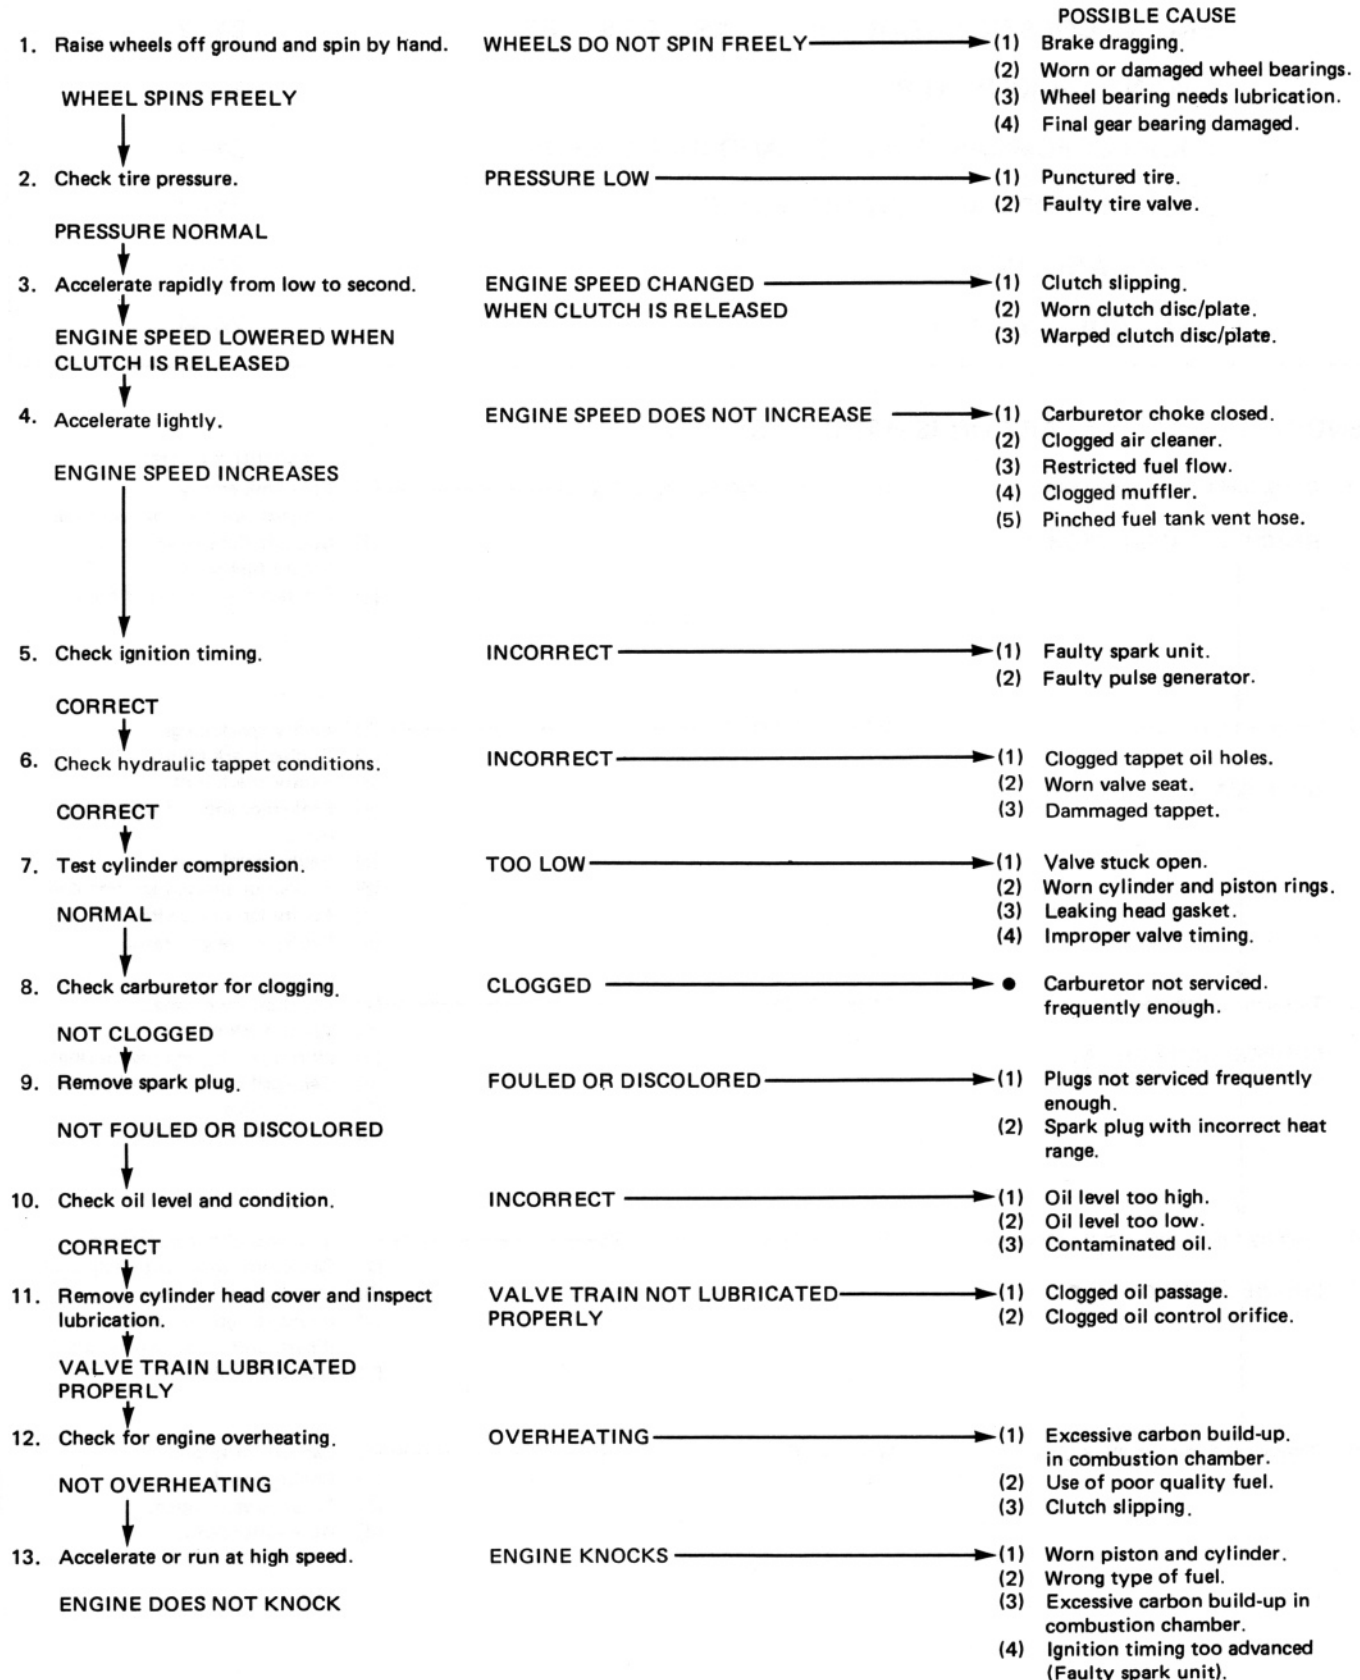 POSSIBLE CAUSE
1. Raise wheels off ground and spin by hand. WHEELS DO NOT SPIN FREELY (1) Brake dragging.
(2) Worn or damaged wheel bearings.
WHEEL SPINS FREELY (3) Wheel bearing needs lubrication.
(4) Final gear bearing damaged.
2. Check tire pressure. PRESSURE LOW (1) Punctured tire.
(2) Faulty tire valve.
PRESSURE NORMAL
3. Accelerate rapidly from low to second. ENGINE SPEED CHANGED (1) Clutch slipping.
WHEN CLUTCH IS RELEASED (2) Worn clutch disc/plate.
ENGINE SPEED LOWERED WHEN (3) Warped clutch disc/plate.
CLUTCH IS RELEASED
4. Accelerate lightly. ENGINE SPEED DOES NOT INCREASE (1) Carburetor choke closed.
(2) Clogged air cleaner.
ENGINE SPEED INCREASES (3) Restricted fuel flow.
(4) Clogged muffler.
(5) Pinched fuel tank vent hose.
5. Check ignition timing. INCORRECT (1) Faulty spark unit.
(2) Faulty pulse generator.
CORRECT
6. Check hydraulic tappet conditions. INCORRECT (1) Clogged tappet oil holes.
(2) Worn valve seat.
CORRECT (3) Dammaged tappet.
7. Test cylinder compression. TOO LOW (1) Valve stuck open.
(2) Worn cylinder and piston rings.
NORMAL (3) Leaking head gasket.
(4) Improper valve timing.
8. Check carburetor for clogging. CLOGGED ● Carburetor not serviced.
frequently enough.
NOT CLOGGED
9. Remove spark plug. FOULED OR DISCOLORED (1) Plugs not serviced frequently
enough.
NOT FOULED OR DISCOLORED (2) Spark plug with incorrect heat
range.
10. Check oil level and condition. INCORRECT (1) Oil level too high.
(2) Oil level too low.
CORRECT (3) Contaminated oil.
11. Remove cylinder head cover and inspect VALVE TRAIN NOT LUBRICATED (1) Clogged oil passage.
lubrication. PROPERLY (2) Clogged oil control orifice.
VALVE TRAIN LUBRICATED
PROPERLY
12. Check for engine overheating. OVERHEATING (1) Excessive carbon build-up.
in combustion chamber.
NOT OVERHEATING (2) Use of poor quality fuel.
(3) Clutch slipping.
13. Accelerate or run at high speed. ENGINE KNOCKS (1) Worn piston and cylinder.
(2) Wrong type of fuel.
ENGINE DOES NOT KNOCK (3) Excessive carbon build-up in
combustion chamber.
(4) Ignition timing too advanced
(Faulty spark unit).